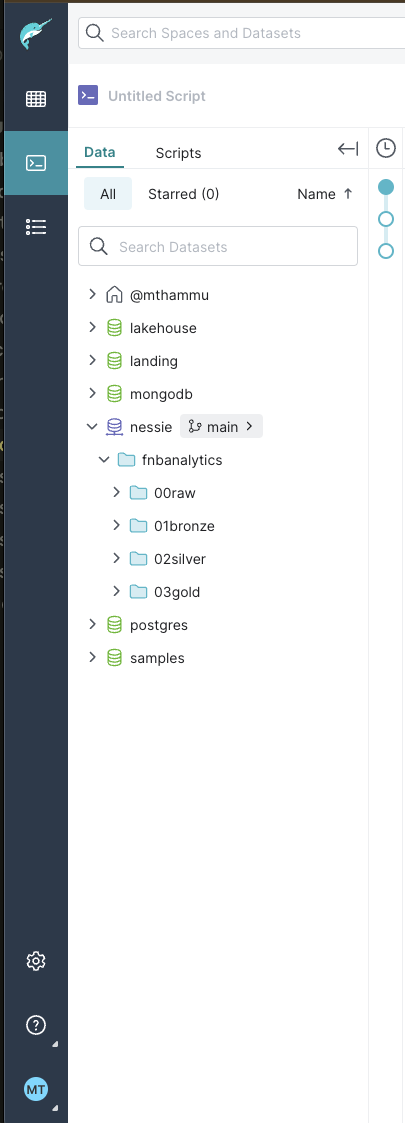 Search Spaces and Datasets
Untitled Script
Data Scripts
All Starred (0) Name
Search Datasets
@mthammu
lakehouse
landing
mongodb
nessie main
fnbanalytics
00raw
01bronze
02silver
03gold
postgres
samples
MT